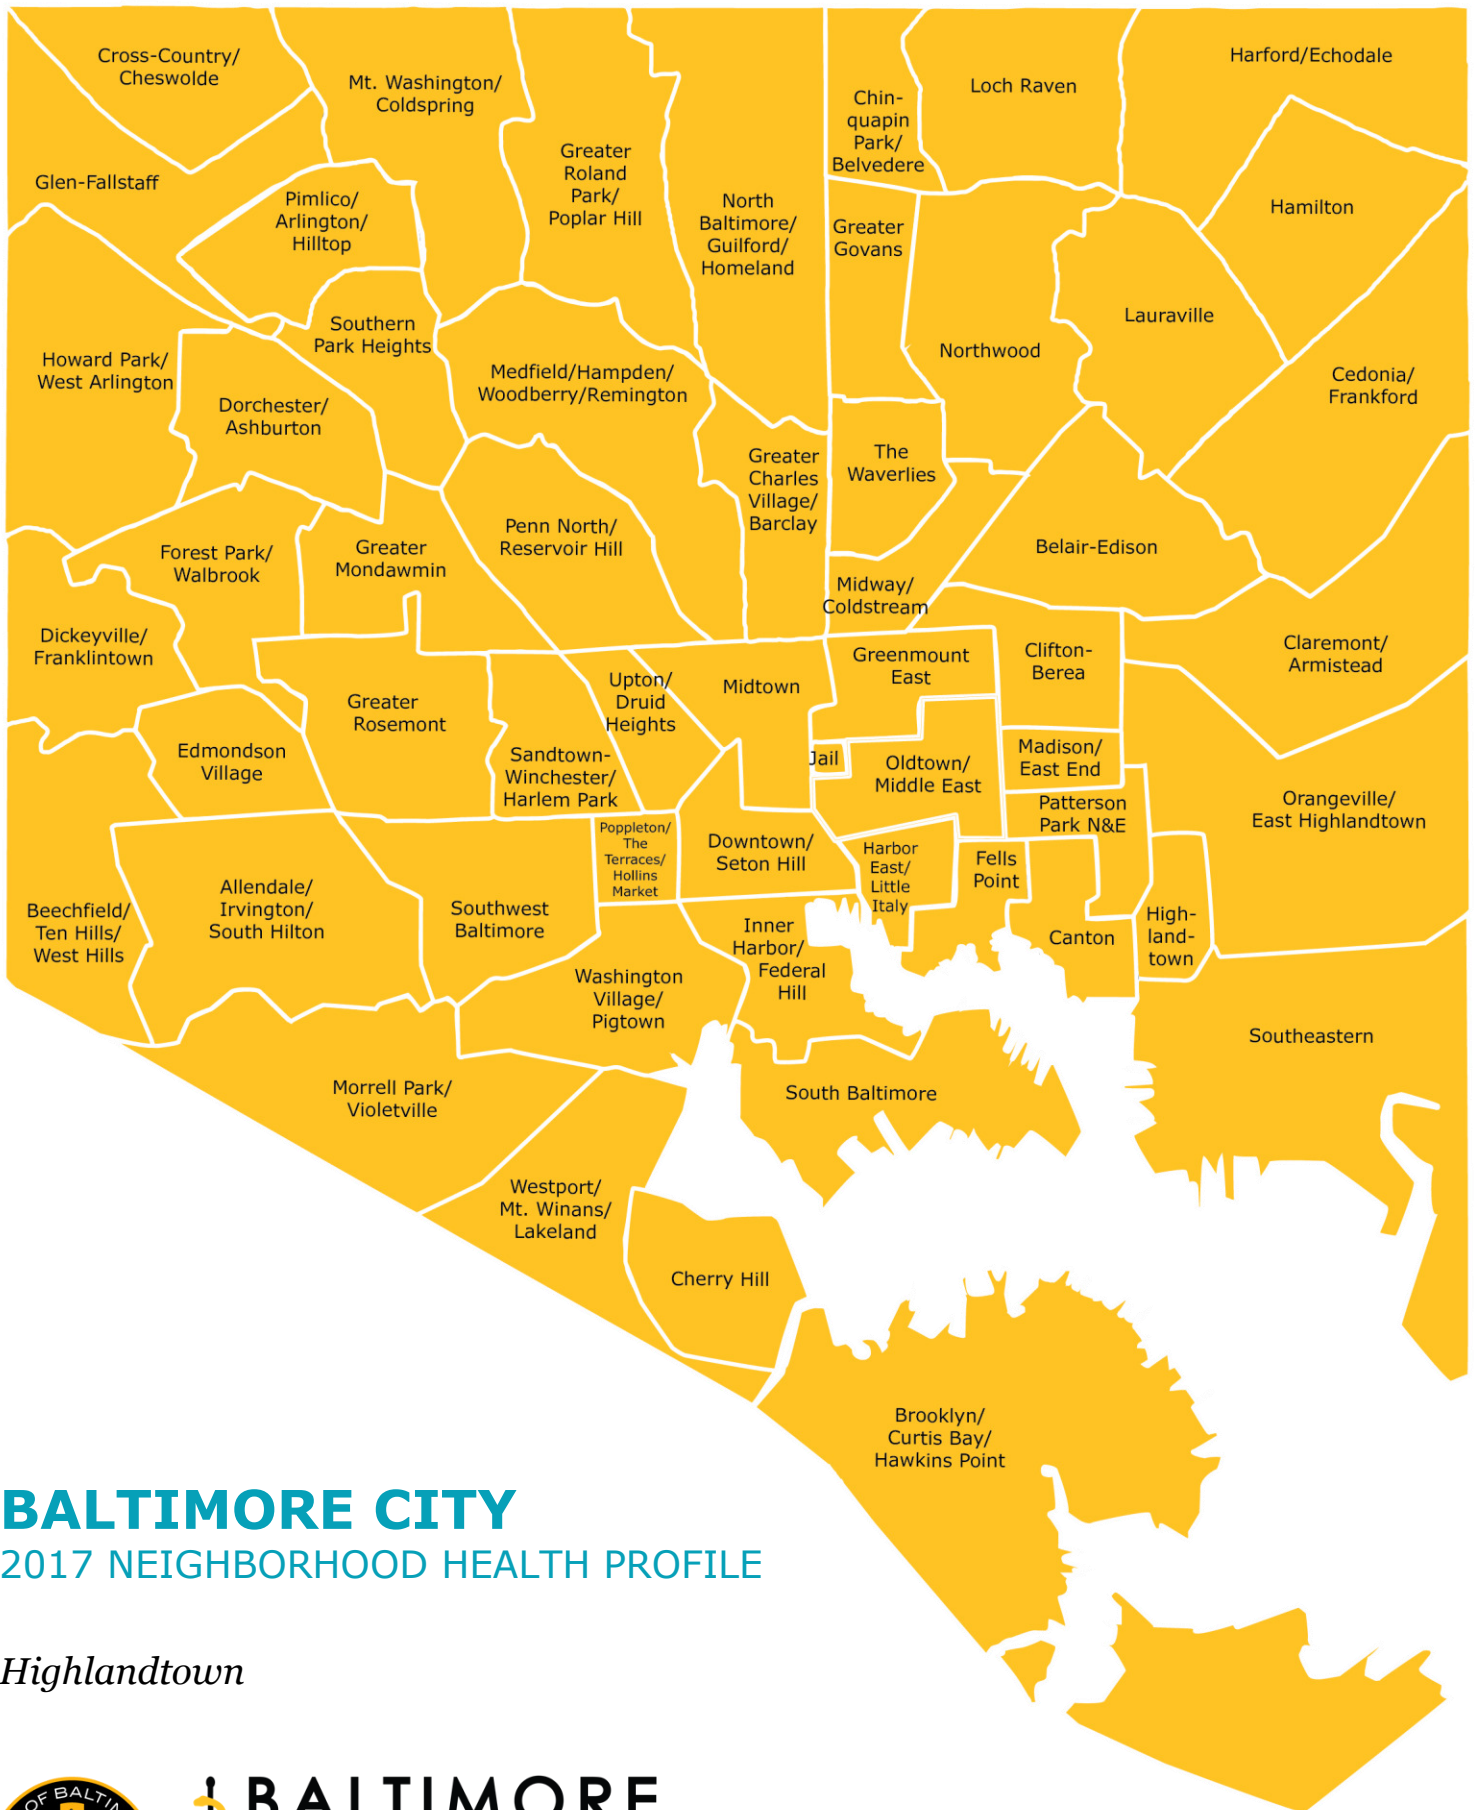 Cross-Country/
Cheswolde
Mt. Washington/
Coldspring
Greater
Roland
Park/
Poplar Hill
North
Baltimore/
Guilford/
Homeland
Chin-
quapin
Park/
Belvedere
Loch Raven
Harford/Echodale
Glen-Fallstaff
Pimlico/
Arlington/
Hilltop
Greater
Govans
Hamilton
Howard Park/
West Arlington
Southern
Park Heights
Dorchester/
Ashburton
Medfield/Hampden/
Woodberry/Remington
Northwood
Lauraville
Cedonia/
Frankford
Greater
Charles
Village/
Barclay
The
Waverlies
Forest Park/
Walbrook
Greater
Mondawmin
Penn North/
Reservoir Hill
Belair-Edison
Midway/
Coldstream
Dickeyville/
Franklintown
Greater
Rosemont
Upton/
Druid
Heights
Midtown
Greenmount
East
Clifton-
Berea
Claremont/
Armistead
Edmondson
Village
Sandtown-
Winchester/
Harlem Park
Jail
Oldtown/
Middle East
Madison/
East End
Patterson
Park N&E
Orangeville/
East Highlandtown
Poppleton/
The
Terraces/
Hollins
Market
Downtown/
Seton Hill
Harbor
East/
Little
Italy
Fells
Point
Beechfield/
Ten Hills/
West Hills
Allendale/
Irvington/
South Hilton
Southwest
Baltimore
Inner
Harbor/
Federal
Hill
Canton
High-
land-
town
Washington
Village/
Pigtown
Southeastern
Morrell Park/
Violetville
South Baltimore
Westport/
Mt. Winans/
Lakeland
Cherry Hill
Brooklyn/
Curtis Bay/
Hawkins Point
BALTIMORE CITY
2017 NEIGHBORHOOD HEALTH PROFILE
Highlandtown
BALTIMORE